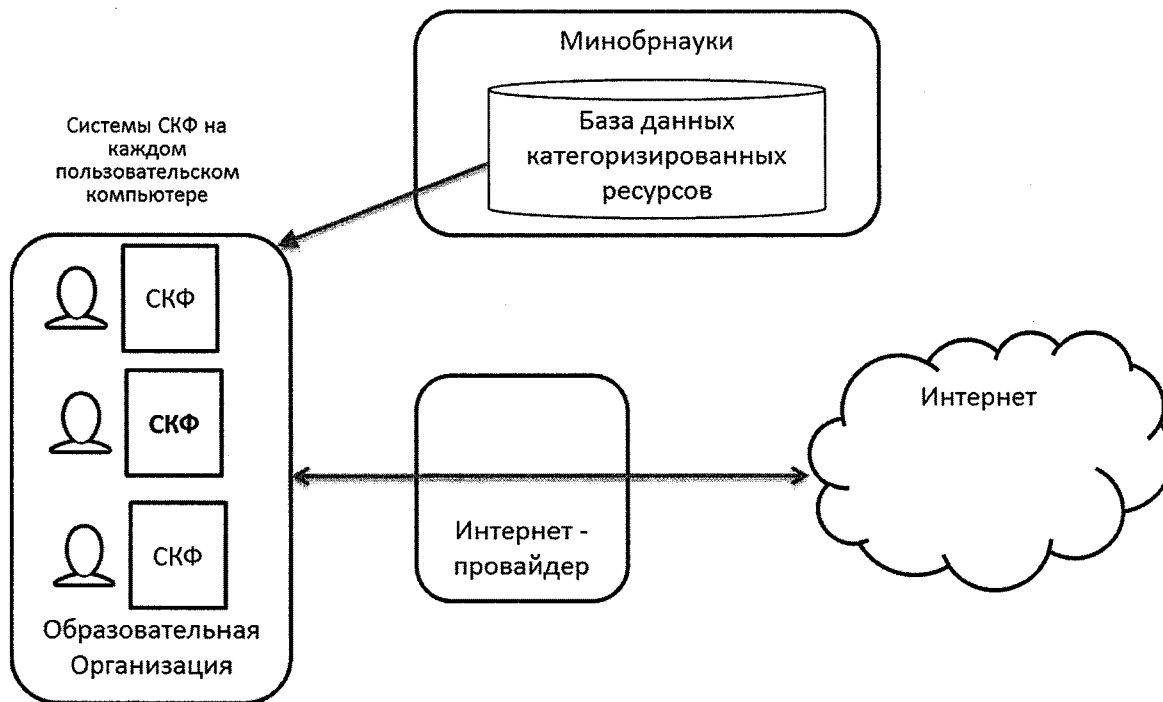 Минобрнауки
База данных
категоризированных
ресурсов
Системы СКФ на
каждом
пользовательском
компьютере
СКФ
СКФ
СКФ
Образовательная
Организация
Интернет -
провайдер
Интернет